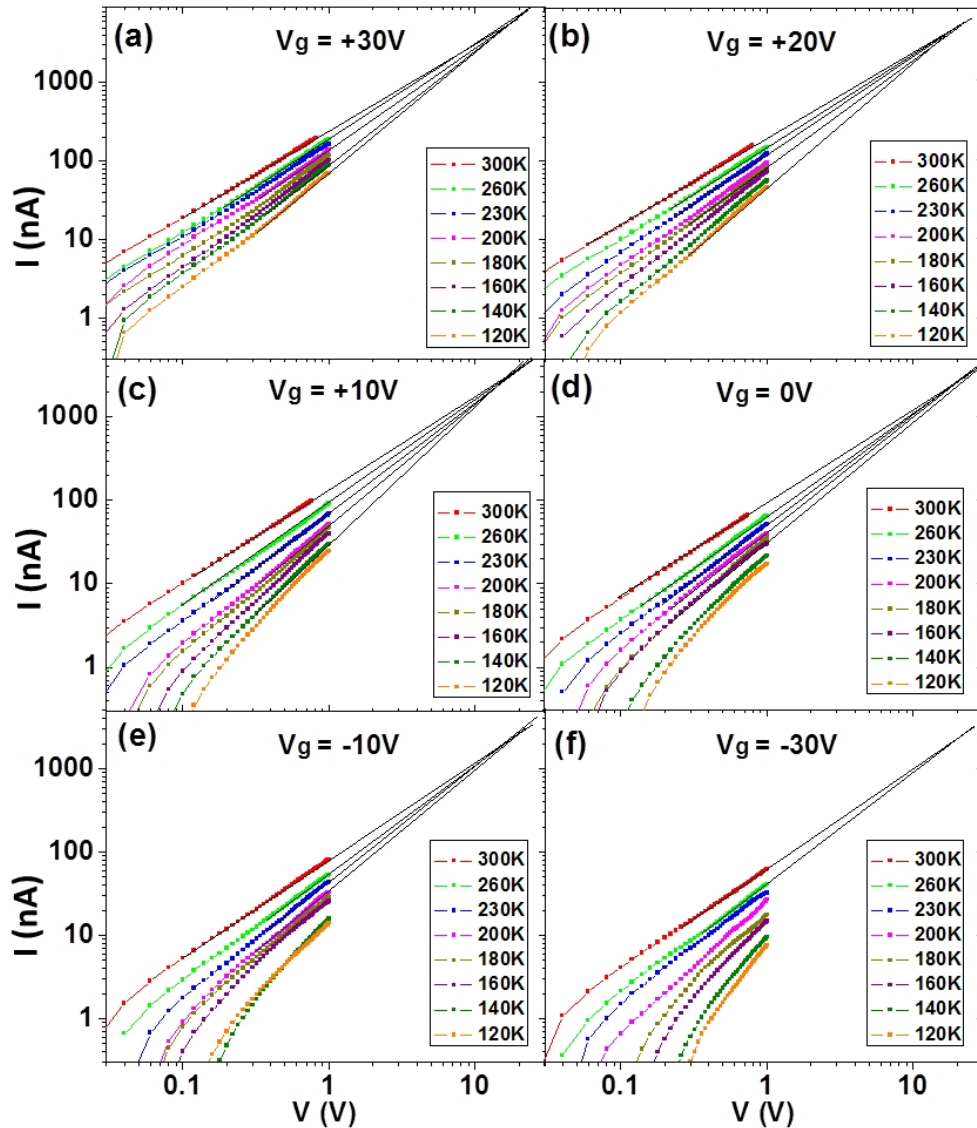 (a) Vg = +30V
(b) Vg = +20V
1000
100
10
1
I (nA)
300K
260K
230K
200K
180K
160K
140K
120K
300K
260K
230K
200K
180K
160K
140K
120K
(c) Vg = +10V
(d) Vg = 0V
1000
100
10
1
I (nA)
300K
260K
230K
200K
180K
160K
140K
120K
300K
260K
230K
200K
180K
160K
140K
120K
(e) Vg = -10V
(f) Vg = -30V
1000
100
10
1
I (nA)
300K
260K
230K
200K
180K
160K
140K
120K
300K
260K
230K
200K
180K
160K
140K
120K
0.1 1 10
0.1 1 10
V (V)
V (V)